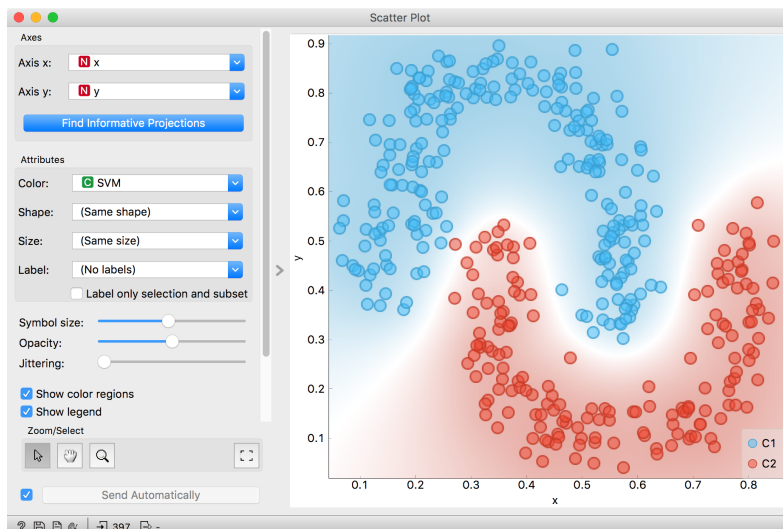 Scatter Plot
Axes
Axis x: N x
Axis y: N y
Find Informative Projections
Attributes
Color: C SVM
Shape: (Same shape)
Size: (Same size)
Label: (No labels)
Label only selection and subset
Symbol size:
Opacity:
Jittering:
Show color regions
Show legend
Zoom/Select
Send Automatically
? 397 -
0.9
0.8
0.7
0.6
0.5
0.4
0.3
0.2
0.1
y
0.1 0.2 0.3 0.4 0.5 0.6 0.7 0.8
x
C1
C2